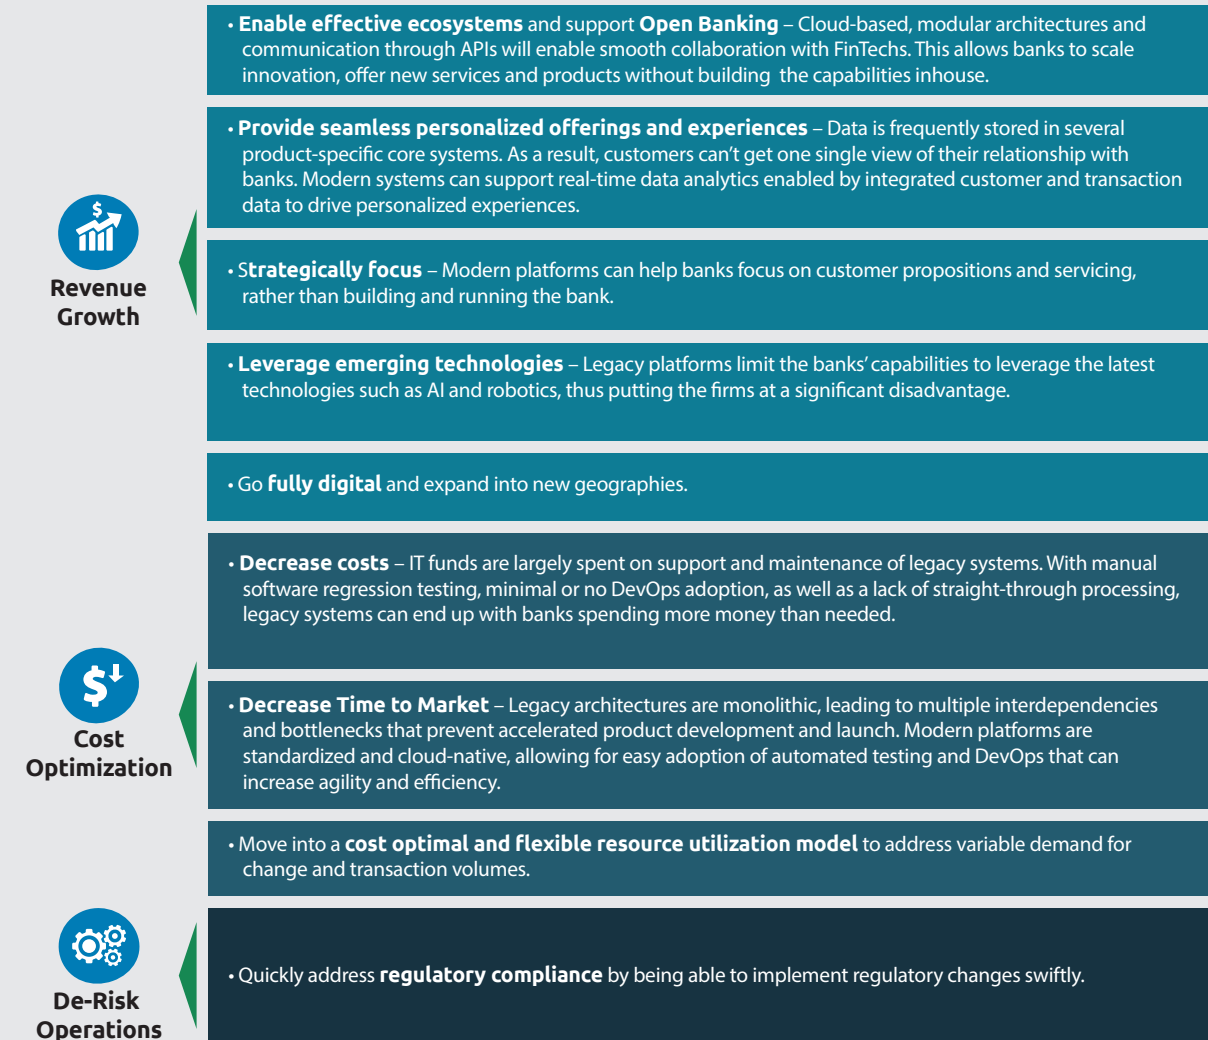 • Enable effective ecosystems and support Open Banking – Cloud-based, modular architectures and
communication through APIs will enable smooth collaboration with FinTechs. This allows banks to scale
innovation, offer new services and products without building the capabilities inhouse.
• Provide seamless personalized offerings and experiences – Data is frequently stored in several
product-specific core systems. As a result, customers can't get one single view of their relationship with
banks. Modern systems can support real-time data analytics enabled by integrated customer and transaction
data to drive personalized experiences.
$
Revenue
Growth
• Strategically focus – Modern platforms can help banks focus on customer propositions and servicing,
rather than building and running the bank.
• Leverage emerging technologies – Legacy platforms limit the banks' capabilities to leverage the latest
technologies such as AI and robotics, thus putting the firms at a significant disadvantage.
• Go fully digital and expand into new geographies.
• Decrease costs – IT funds are largely spent on support and maintenance of legacy systems. With manual
software regression testing, minimal or no DevOps adoption, as well as a lack of straight-through processing,
legacy systems can end up with banks spending more money than needed.
$
Cost
Optimization
• Decrease Time to Market – Legacy architectures are monolithic, leading to multiple interdependencies
and bottlenecks that prevent accelerated product development and launch. Modern platforms are
standardized and cloud-native, allowing for easy adoption of automated testing and DevOps that can
increase agility and efficiency.
• Move into a cost optimal and flexible resource utilization model to address variable demand for
change and transaction volumes.
De-Risk
Operations
• Quickly address regulatory compliance by being able to implement regulatory changes swiftly.